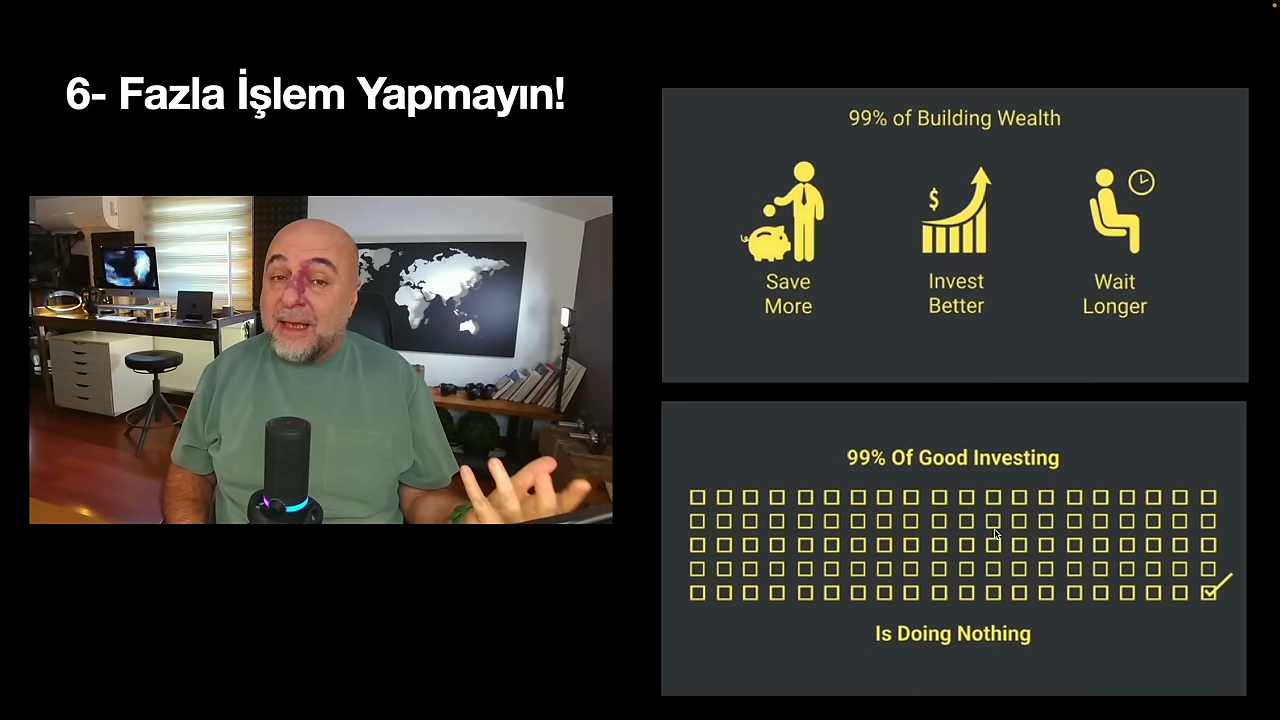 6- Fazla İşlem Yapmayın!
99% of Building Wealth
$
Save
More
Invest
Better
Wait
Longer
99% Of Good Investing
Is Doing Nothing